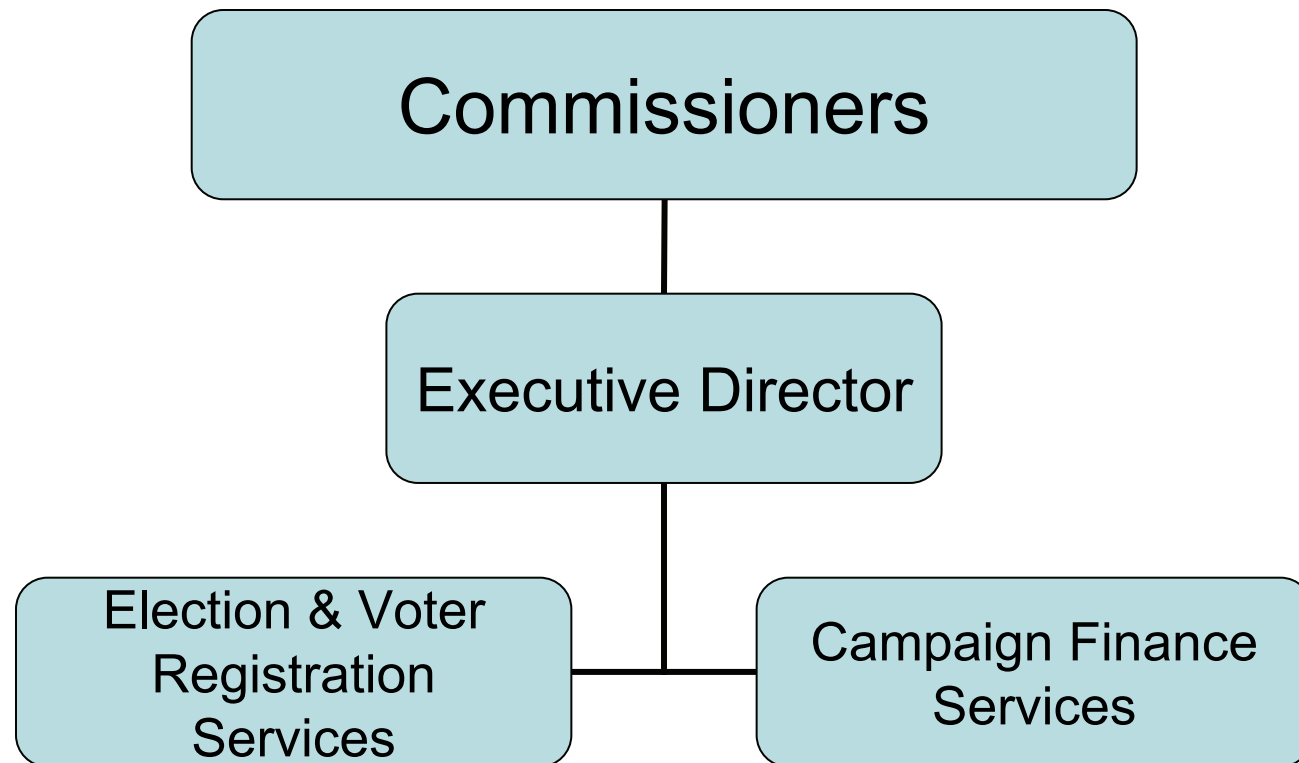 Commissioners
Executive Director
Election & Voter
Registration
Services
Campaign Finance
Services